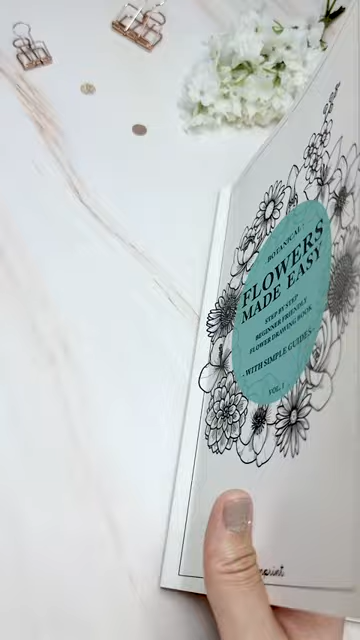 BOTANICAL
FLOWERS
MADE EASY
STEP BY STEP
BEGINNER FRIENDLY
FLOWER DRAWING BOOK
- WITH SIMPLE GUIDES -
VOL. 1